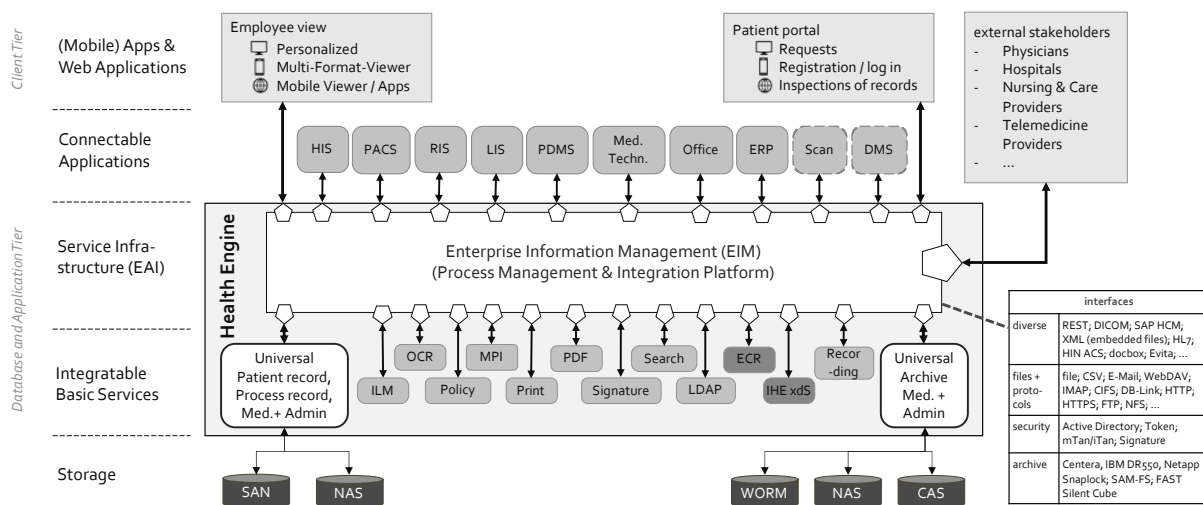 Client Tier
(Mobile) Apps &
Web Applications
Employee view
Personalized
Multi-Format-Viewer
Mobile Viewer / Apps
Patient portal
Requests
Registration / log in
Inspections of records
external stakeholders
- Physicians
- Hospitals
- Nursing & Care
Providers
- Telemedicine
Providers
- ...
Connectable
Applications
HIS
PACS
RIS
LIS
PDMS
Med.
Techn.
Office
ERP
Scan
DMS
Database and Application Tier
Service Infra-
structure (EAI)
Health Engine
Enterprise Information Management (EIM)
(Process Management & Integration Platform)
Integratable
Basic Services
Universal
Patient record,
Process record,
Med.+ Admin
ILM
OCR
Policy
MPI
Print
PDF
Signature
Search
LDAP
ECR
IHE xdS
Recor
-ding
Universal
Archive
Med. +
Admin
Storage
SAN
NAS
WORM
NAS
CAS
interfaces
diverse
REST; DICOM; SAP HCM;
XML (embedded files); HL7;
HIN ACS; docbox; Evita; ...
files +
proto-
cols
file; CSV; E-Mail; WebDAV;
IMAP; CIFS; DB-Link; HTTP;
HTTPS; FTP; NFS; ...
security
Active Directory; Token;
mTan/iTan; Signature
archive
Centera, IBM DR550, Netapp
Snaplock; SAM-FS; FAST
Silent Cube